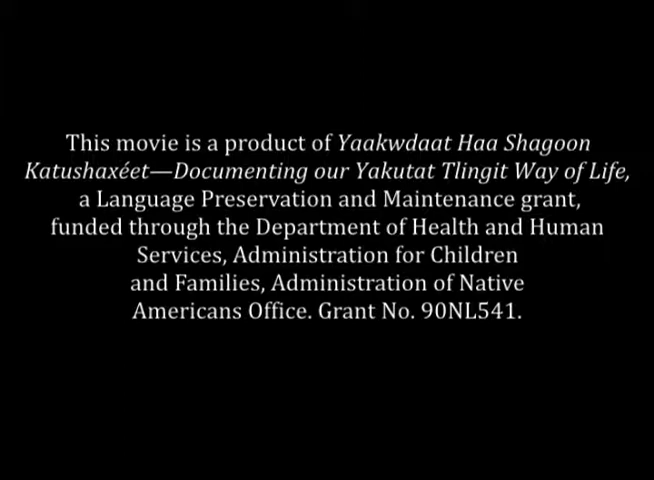 This movie is a product of Yaakwdaat Haa Shagoon
Katushaxéet—Documenting our Yakutat Tlingit Way of Life,
a Language Preservation and Maintenance grant,
funded through the Department of Health and Human
Services, Administration for Children
and Families, Administration of Native
Americans Office. Grant No. 90NL541.